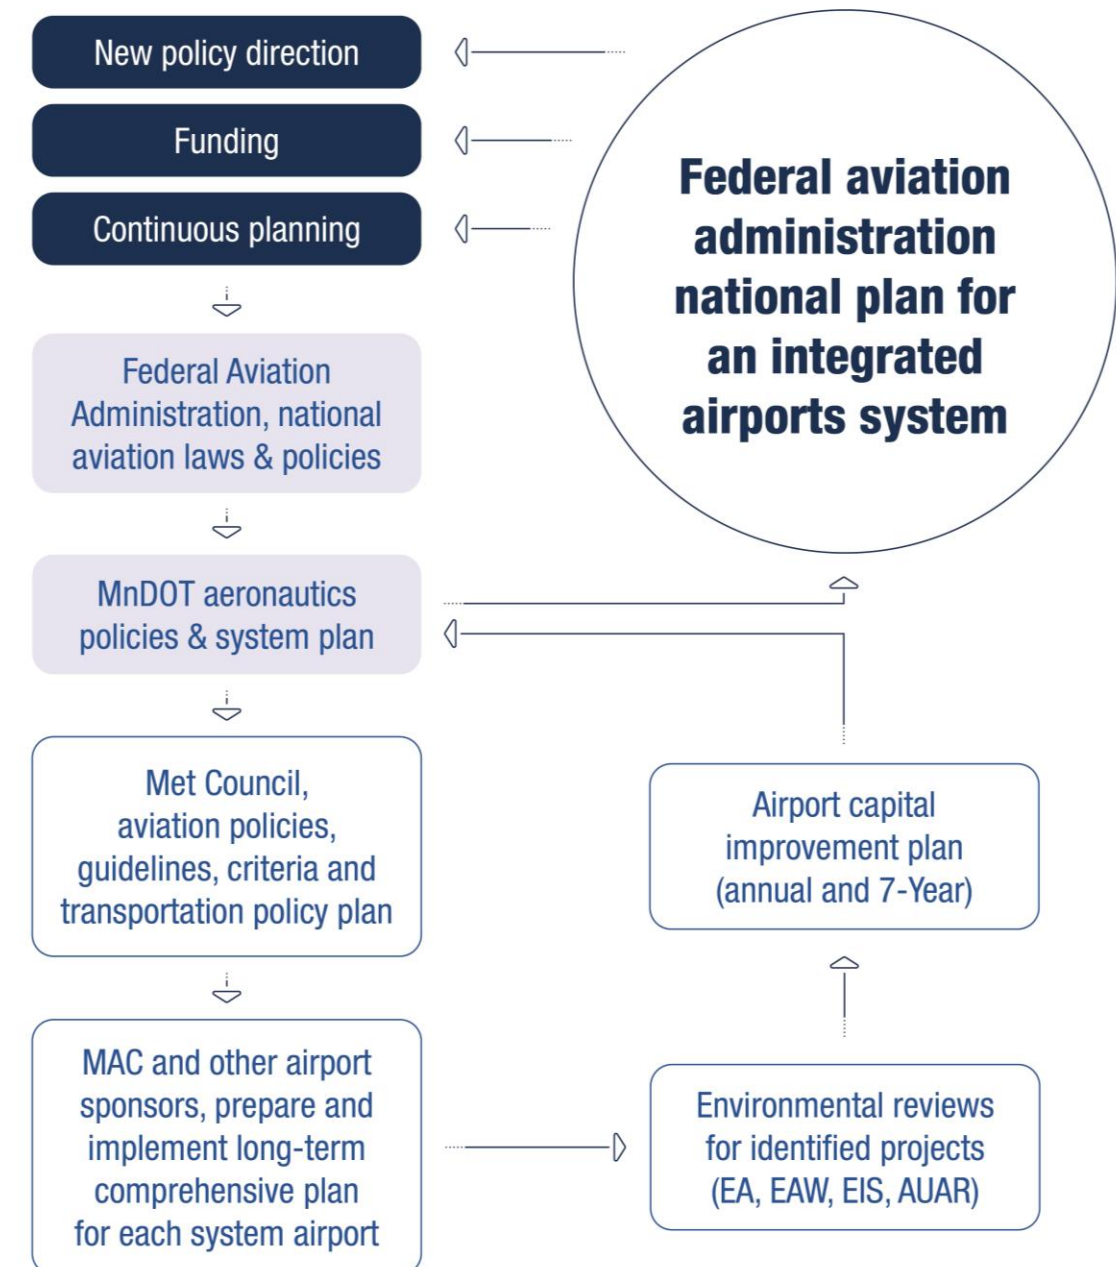 New policy direction
Funding
Continuous planning
Federal aviation
administration
national plan for
an integrated
airports system
Federal Aviation
Administration, national
aviation laws & policies
MnDOT aeronautics
policies & system plan
Met Council,
aviation policies,
guidelines, criteria and
transportation policy plan
MAC and other airport
sponsors, prepare and
implement long-term
comprehensive plan
for each system airport
Environmental reviews
for identified projects
(EA, EAW, EIS, AUAR)
Airport capital
improvement plan
(annual and 7-Year)